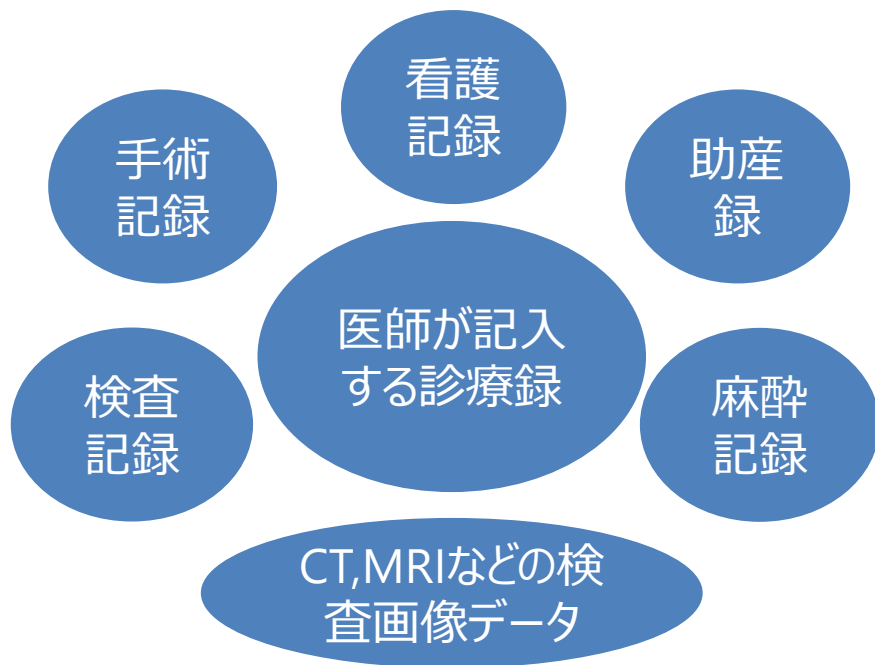 看護
記録
手術
記録
助産
録
医師が記入
する診療録
検査
記録
麻酔
記録
CT,MRIなどの検
査画像データ